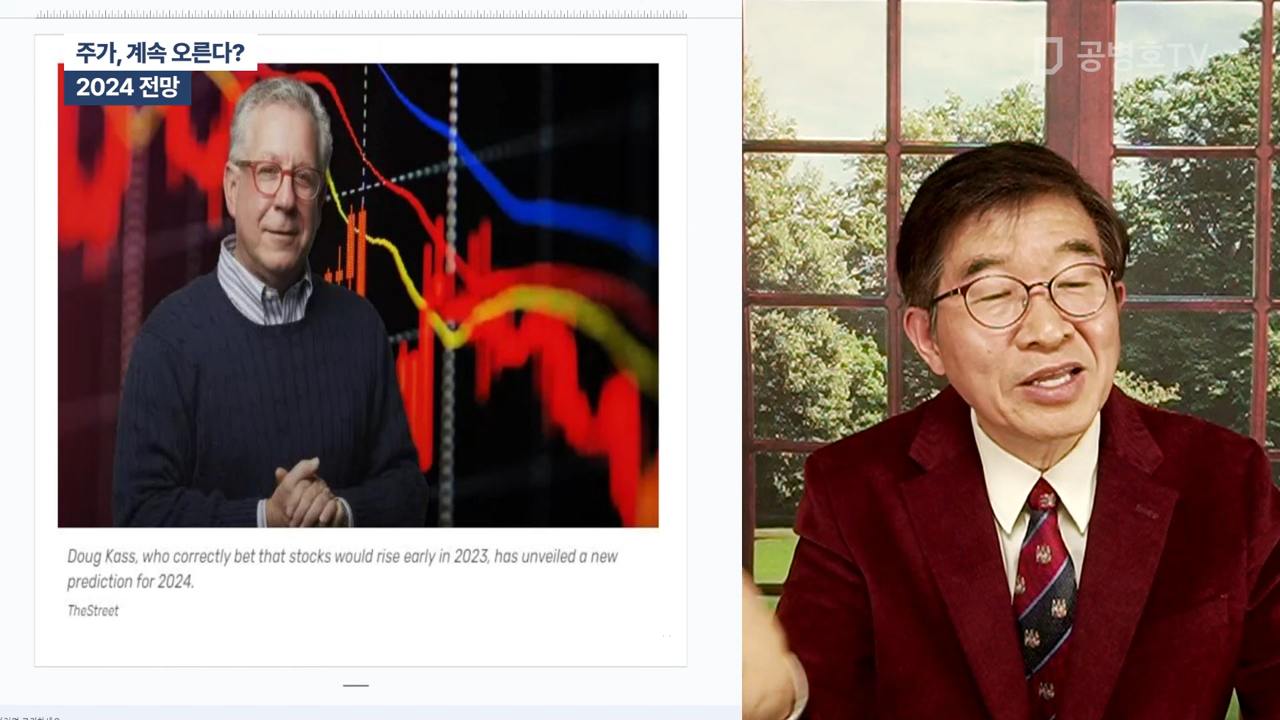 주가, 계속 오른다?
2024 전망
공병호TV
Doug Kass, who correctly bet that stocks would rise early in 2023, has unveiled a new
prediction for 2024.
TheStreet